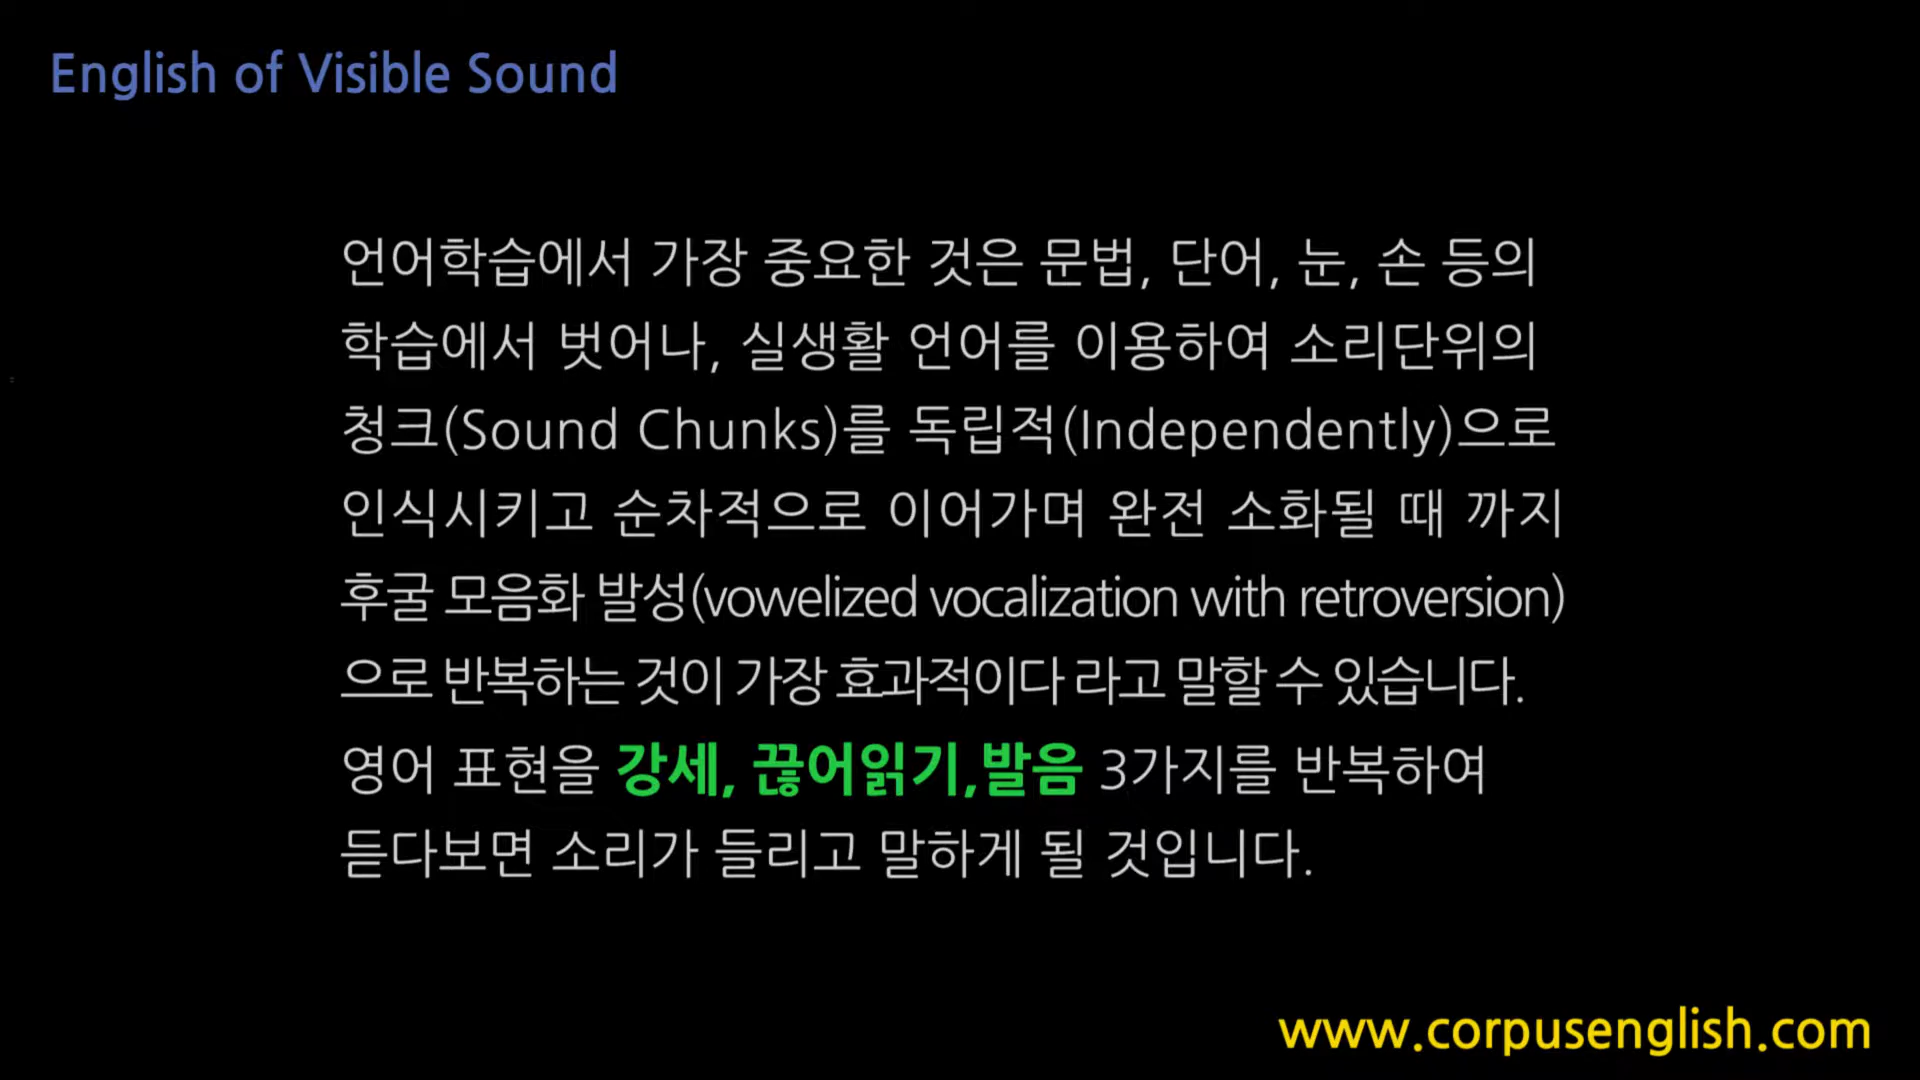 English of Visible Sound
언어학습에서 가장 중요한 것은 문법, 단어, 눈, 손 등의
학습에서 벗어나, 실생활 언어를 이용하여 소리단위의
청크(Sound Chunks)를 독립적(Independently)으로
인식시키고 순차적으로 이어가며 완전 소화될 때 까지
후굴 모음화 발성(vowelized vocalization with retroversion)
으로 반복하는 것이 가장 효과적이다 라고 말할 수 있습니다.
영어 표현을 강세, 끊어읽기,발음 3가지를 반복하여
듣다보면 소리가 들리고 말하게 될 것입니다.
www.corpusenglish.com